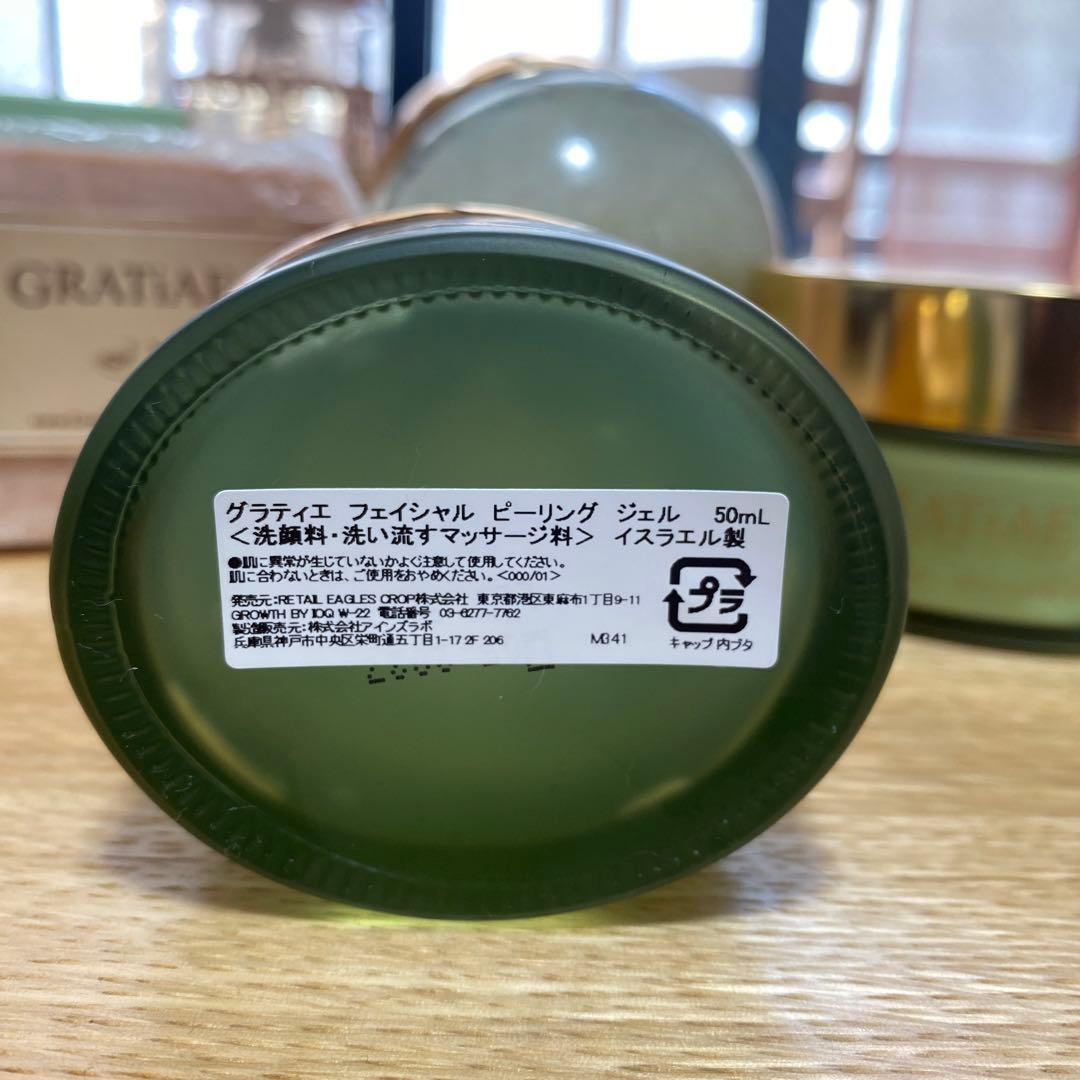 GRATiAE
グラティエ フェイシャル ピーリング ジェル 50mL
<洗顔料・洗い流すマッサージ料> イスラエル製
●肌に異常が生じていないかよく注意して使用してください。
肌に合わないときは、ご使用をおやめください。<000/01>
発売元:RETAIL EAGLES CROP株式会社 東京都港区東麻布1丁目9-11
GROWTH BY IOQ W-22 電話番号 03-6277-7762
製造販売元:株式会社アインズラボ
兵庫県神戸市中央区栄町通五丁目1-17 2F 206 M341
プラ
キャップ 内ブタ